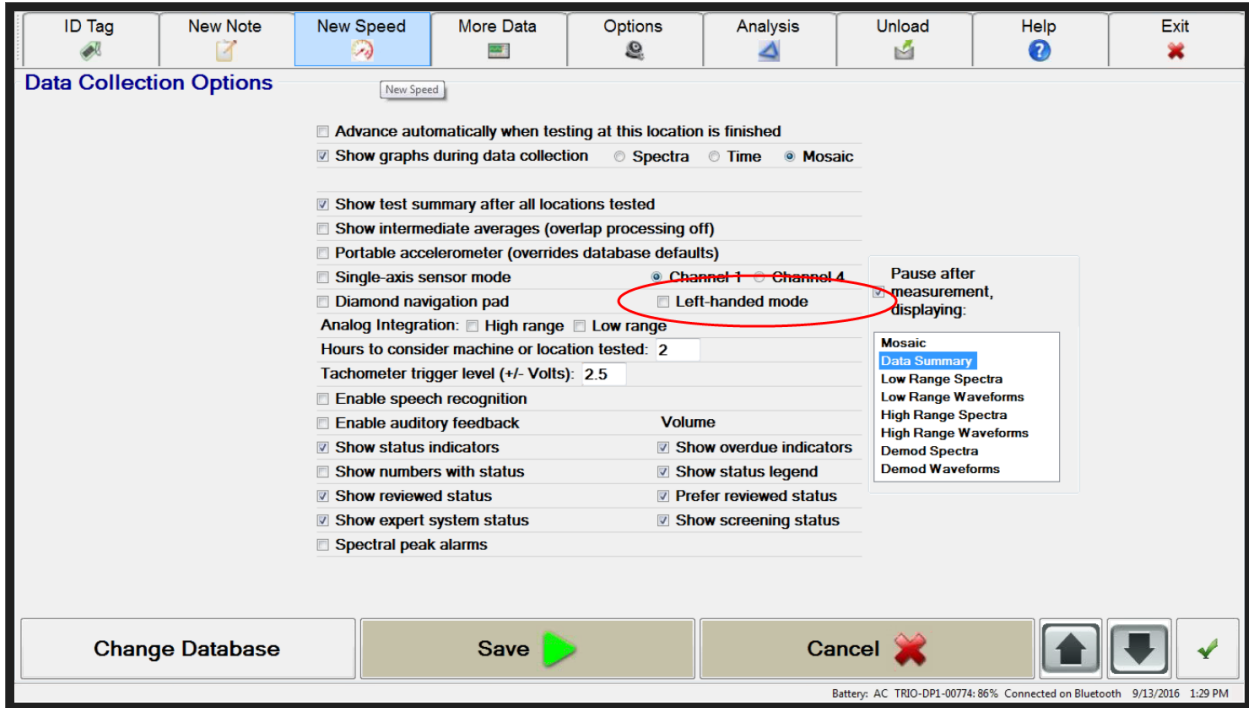 ID Tag New Note New Speed More Data Options Analysis Unload Help Exit
Data Collection Options
New Speed
Advance automatically when testing at this location is finished
Show graphs during data collection Spectra Time Mosaic
Show test summary after all locations tested
Show intermediate averages (overlap processing off)
Portable accelerometer (overrides database defaults)
Single-axis sensor mode Channel 1 Channel 4
Diamond navigation pad Left-handed mode
Analog Integration: High range Low range
Hours to consider machine or location tested: 2
Tachometer trigger level (+/- Volts): 2.5
Enable speech recognition
Enable auditory feedback Volume
Show status indicators Show overdue indicators
Show numbers with status Show status legend
Show reviewed status Prefer reviewed status
Show expert system status Show screening status
Spectral peak alarms
Pause after
measurement,
displaying:
Mosaic
Data Summary
Low Range Spectra
Low Range Waveforms
High Range Spectra
High Range Waveforms
Demod Spectra
Demod Waveforms
Change Database Save Cancel
Battery: AC TRIO-DP1-00774: 86% Connected on Bluetooth 9/13/2016 1:29 PM